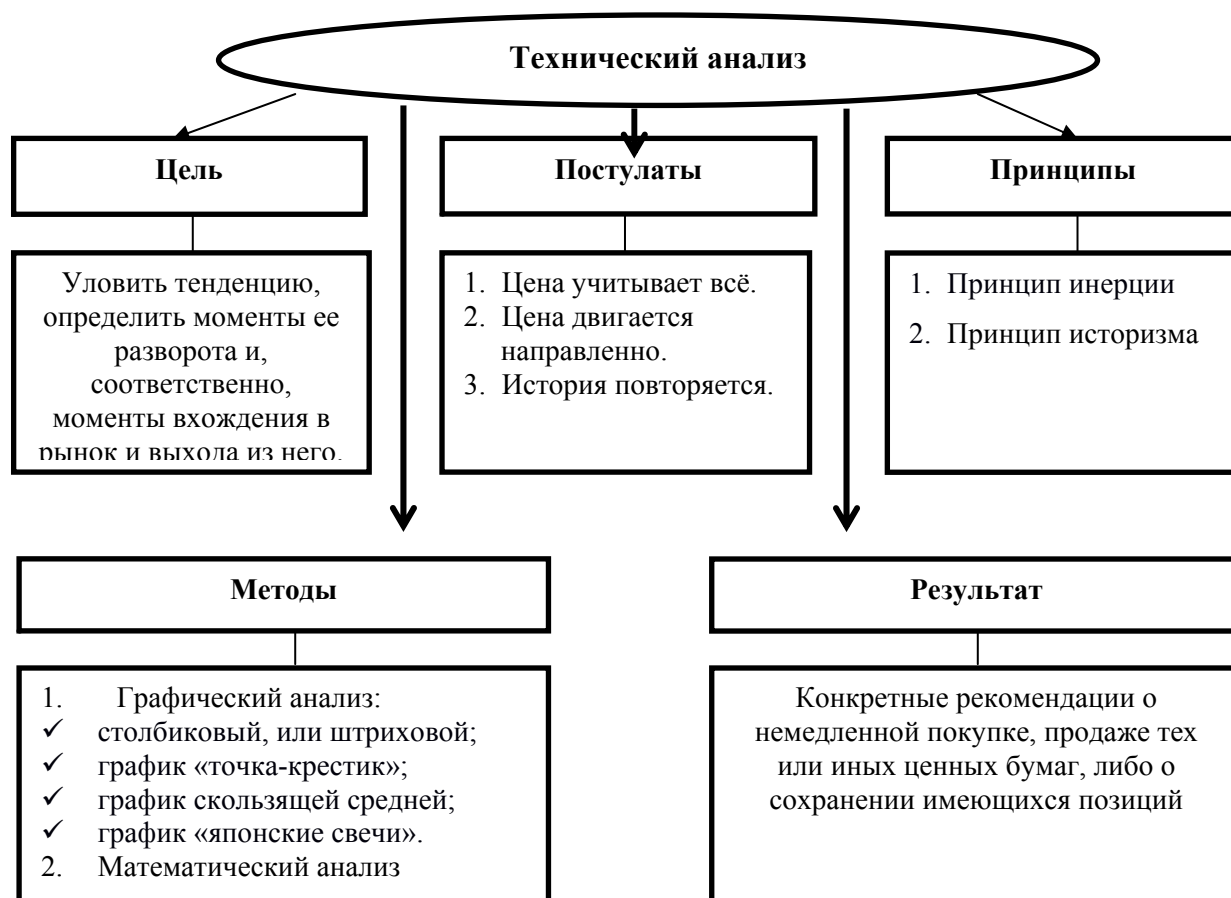 Технический анализ
Цель
Постулаты
Принципы
Уловить тенденцию,
определить моменты ее
разворота и,
соответственно,
моменты вхождения в
рынок и выхода из него.
1. Цена учитывает всё.
2. Цена двигается
направленно.
3. История повторяется.
1. Принцип инерции
2. Принцип историзма
Методы
Результат
1. Графический анализ:
✓ столбиковый, или штриховой;
✓ график «точка-крестик»;
✓ график скользящей средней;
✓ график «японские свечи».
2. Математический анализ
Конкретные рекомендации о
немедленной покупке, продаже тех
или иных ценных бумаг, либо о
сохранении имеющихся позиций